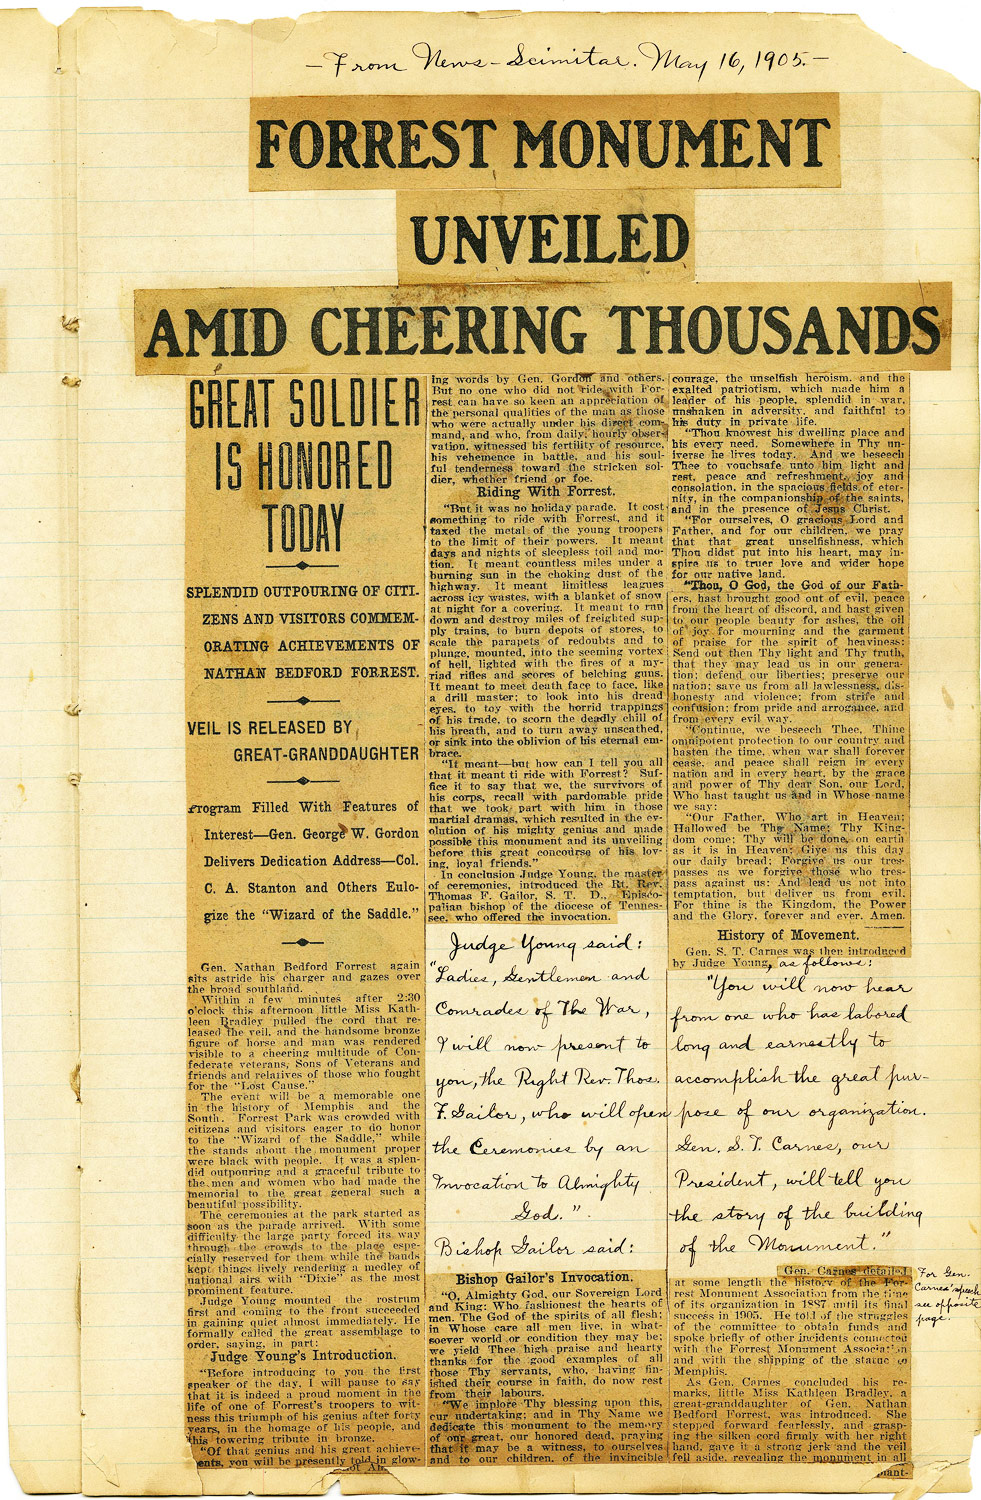 — From News-Scimitar. May 16, 1905. —
FORREST MONUMENT
UNVEILED
AMID CHEERING THOUSANDS
GREAT SOLDIER
IS HONORED
TODAY
SPLENDID OUTPOURING OF CITI-
ZENS AND VISITORS COMMEM-
ORATING ACHIEVEMENTS OF
NATHAN BEDFORD FORREST.
VEIL IS RELEASED BY
GREAT-GRANDDAUGHTER
Program Filled With Features of
Interest—Gen. George W. Gordon
Delivers Dedication Address—Col.
C. A. Stanton and Others Eulo-
gize the "Wizard of the Saddle."
Gen. Nathan Bedford Forrest again
sits astride his charger and gazes over
the broad southland.
Within a few minutes after 2:30
o'clock this afternoon little Miss Kath-
leen Bradley pulled the cord that re-
leased the veil, and the handsome bronze
figure of horse and man was rendered
visible to a cheering multitude of Con-
federate veterans, Sons of Veterans and
friends and relatives of those who fought
for the "Lost Cause."
The event will be a memorable one
in the history of Memphis and the
South. Forrest Park was crowded with
citizens and visitors eager to do honor
to the "Wizard of the Saddle," while
the stands about the monument proper
were black with people. It was a splen-
did outpouring and a graceful tribute to
the men and women who had made the
memorial to the great general such a
beautiful possibility.
The ceremonies at the park started as
soon as the parade arrived. With some
difficulty the large party forced its way
through the crowds to the place espe-
cially reserved for them while the bands
kept things lively rendering a medley of
national airs with "Dixie" as the most
prominent feature.
Judge Young mounted the rostrum
first and coming to the front succeeded
in gaining quiet almost immediately. He
formally called the great assemblage to
order, saying, in part:
Judge Young's Introduction.
"Before introducing to you the first
speaker of the day, I will pause to say
that it is indeed a proud moment in the
life of one of Forrest's troopers to wit-
ness this triumph of his genius after forty
years, in the homage of his people, and
this towering tribute in bronze.
"Of that genius and his great achieve-
ents, you will be presently told in glow-
ing words by Gen. Gordon and others.
But no one who did not ride with For-
rest can have so keen an appreciation of
the personal qualities of the man as those
who were actually under his direct com-
mand, and who, from daily, hourly obser-
vation, witnessed his fertility of resource,
his vehemence in battle, and his soul-
ful tenderness toward the stricken sol-
dier, whether friend or foe.
Riding With Forrest.
"But it was no holiday parade. It cost
something to ride with Forrest, and it
taxed the metal of the young troopers
to the limit of their powers. It meant
days and nights of sleepless toil and mo-
tion. It meant countless miles under a
burning sun in the choking dust of the
highway. It meant limitless leagues
across icy wastes, with a blanket of snow
at night for a covering. It meant to run
down and destroy miles of freighted sup-
ply trains, to burn depots of stores, to
scale the parapets of redoubts and to
plunge, mounted, into the seeming vortex
of hell, lighted with the fires of a my-
riad rifles and scores of belching guns.
It meant to meet death face to face, like
a drill master; to look into his dread
eyes, to toy with the horrid trappings
of his trade, to scorn the deadly chill of
his breath, and to turn away unscathed,
or sink into the oblivion of his eternal em-
brace.
"It meant—but how can I tell you all
that it meant ti ride with Forrest? Suf-
fice it to say that we, the survivors of
his corps, recall with pardonable pride
that we took part with him in those
martial dramas, which resulted in the ev-
olution of his mighty genius and made
possible this monument and its unveiling
before this great concourse of his lov-
ing, loyal friends."
In conclusion Judge Young, the master
of ceremonies, introduced the Rt. Rev.
Thomas F. Gailor, S. T. D., Episco-
palian bishop of the diocese of Tennes-
see, who offered the invocation.
Judge Young said:
"Ladies, Gentlemen and
Comrades of The War,
I will now present to
you, the Right Rev. Thos.
F. Gailor, who will open
the Ceremonies by an
Invocation to Almighty
God."
Bishop Gailor said:
Bishop Gailor's Invocation.
"O, Almighty God, our Sovereign Lord
and King: Who fashionest the hearts of
men, The God of the spirits of all flesh;
in Whose care all men live, in what-
soever world or condition they may be;
we yield Thee high praise and hearty
thanks for the good examples of all
those Thy servants, who, having fin-
ished their course in faith, do now rest
from their labours.
"We implore Thy blessing upon this,
our undertaking; and in Thy Name we
dedicate this monument to the memory
of our great, our honored dead, praying
that it may be a witness, to ourselves
and to our children, of the invincible
courage, the unselfish heroism, and the
exalted patriotism, which made him a
leader of his people, splendid in war,
unshaken in adversity, and faithful to
his duty in private life.
"Thou knowest his dwelling place and
his every need. Somewhere in Thy un-
iverse he lives today. And we beseech
Thee to vouchsafe unto him light and
rest, peace and refreshment, joy and
consolation, in the spacious fields of eter-
nity, in the companionship of the saints,
and in the presence of Jesus Christ.
"For ourselves, O gracious Lord and
Father, and for our children, we pray
that that great unselfishness, which
Thou didst put into his heart, may in-
spire us to truer love and wider hope
for our native land.
"Thou, O God, the God of our Fath-
ers, hast brought good out of evil, peace
from the heart of discord, and hast given
to our people beauty for ashes, the oil
of joy for mourning and the garment
of praise for the spirit of heaviness;
Send out then Thy light and Thy truth,
that they may lead us in our genera-
tion; defend our liberties; preserve our
nation; save us from all lawlessness, dis-
honesty and violence; from strife and
confusion; from pride and arrogance, and
from every evil way.
"Continue, we beseech Thee, Thine
omnipotent protection to our country and
hasten the time, when war shall forever
cease, and peace shall reign in every
nation and in every heart, by the grace
and power of Thy dear Son, our Lord,
Who hast taught us and in Whose name
we say:
"Our Father, Who art in Heaven;
Hallowed be Thy Name; Thy King-
dom come; Thy will be done, on earth
as it is in Heaven; Give us this day
our daily bread; Forgive us our tres-
passes as we forgive those who tres-
pass against us; And lead us not into
temptation, but deliver us from evil.
For thine is the Kingdom, the Power
and the Glory, forever and ever, Amen.
History of Movement.
Gen. S. T. Carnes was then introduced
by Judge Young, as follows:
"You will now hear
from one who has labored
long and earnestly to
accomplish the great pur-
pose of our organization.
Gen. S. T. Carnes, our
President, will tell you
the story of the building
of the Monument."
For Gen.
Carnes' speech
see opposite
page.
Gen. Carnes detailed
at some length the history of the For-
rest Monument Association from the time
of its organization in 1887 until its final
success in 1905. He told of the struggles
of the committee to obtain funds and
spoke briefly of other incidents connected
with the Forrest Monument Association
and with the shipping of the statue to
Memphis.
As Gen. Carnes concluded his re-
marks, little Miss Kathleen Bradley, a
great-granddaughter of Gen. Nathan
Bedford Forrest, was introduced. She
stepped forward fearlessly, and grasp-
ing the silken cord firmly with her right
hand, gave it a strong jerk and the veil
fell aside, revealing the monument in all